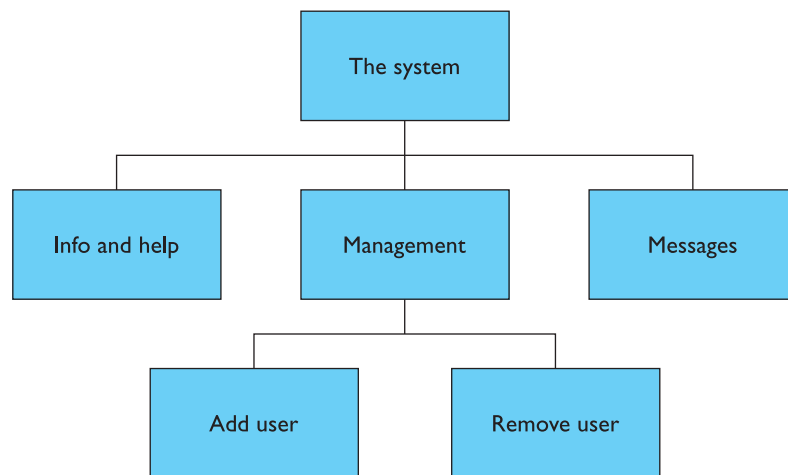 The system
Info and help
Management
Messages
Add user
Remove user